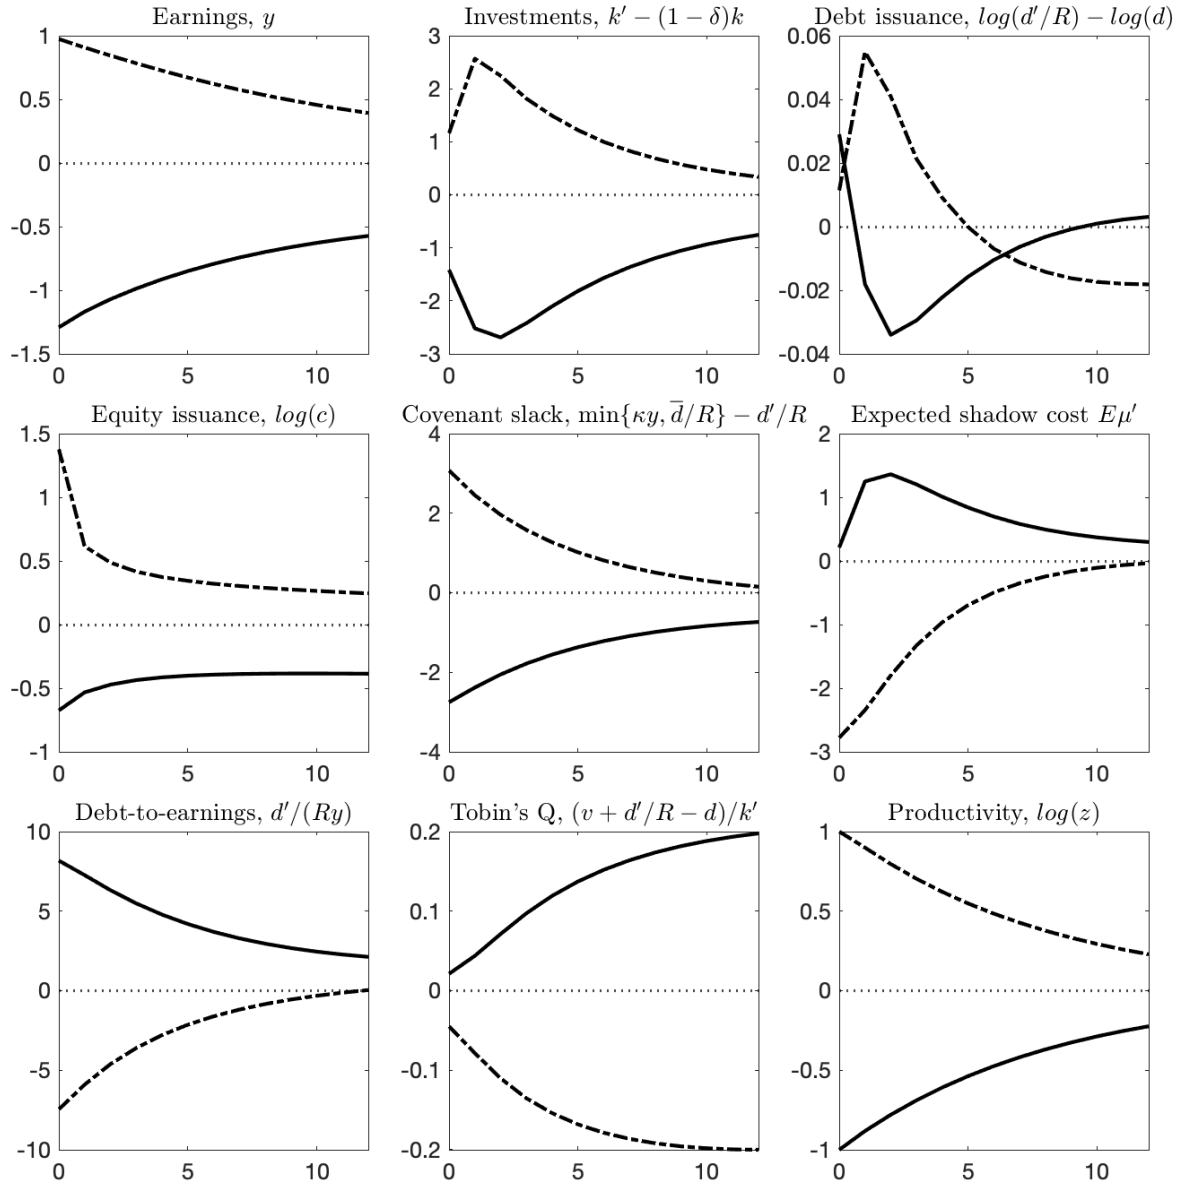 Earnings, y
Investments, k′ − (1 − δ)k
Debt issuance, log(d′/R) − log(d)
1
0.5
0
-0.5
-1
-1.5
0 5 10
3
2
1
0
-1
-2
-3
0 5 10
0.06
0.04
0.02
0
-0.02
-0.04
0 5 10
Equity issuance, log(c)
Covenant slack, min{κy, d̅/R} − d′/R
Expected shadow cost Eμ′
1.5
1
0.5
0
-0.5
-1
0 5 10
4
2
0
-2
-4
0 5 10
2
1
0
-1
-2
-3
0 5 10
Debt-to-earnings, d′/(Ry)
Tobin's Q, (v + d′/R − d)/k′
Productivity, log(z)
10
5
0
-5
-10
0 5 10
0.2
0.1
0
-0.1
-0.2
0 5 10
1
0.5
0
-0.5
-1
0 5 10